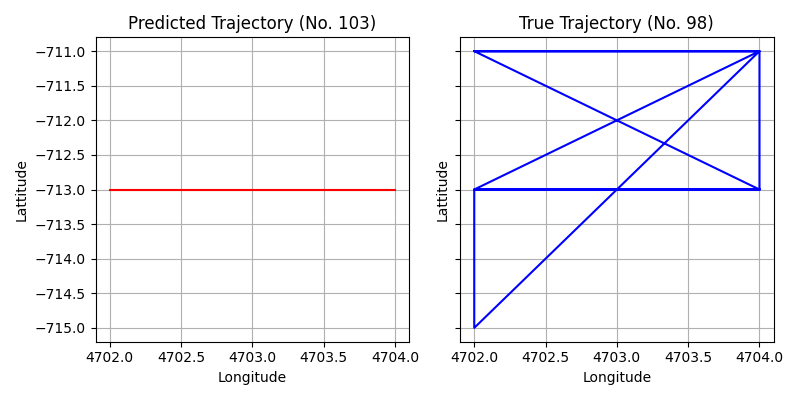 Predicted Trajectory (No. 103)
−711.0
−711.5
−712.0
−712.5
−713.0
−713.5
−714.0
−714.5
−715.0
Lattitude
4702.0 4702.5 4703.0 4703.5 4704.0
Longitude
True Trajectory (No. 98)
Lattitude
4702.0 4702.5 4703.0 4703.5 4704.0
Longitude